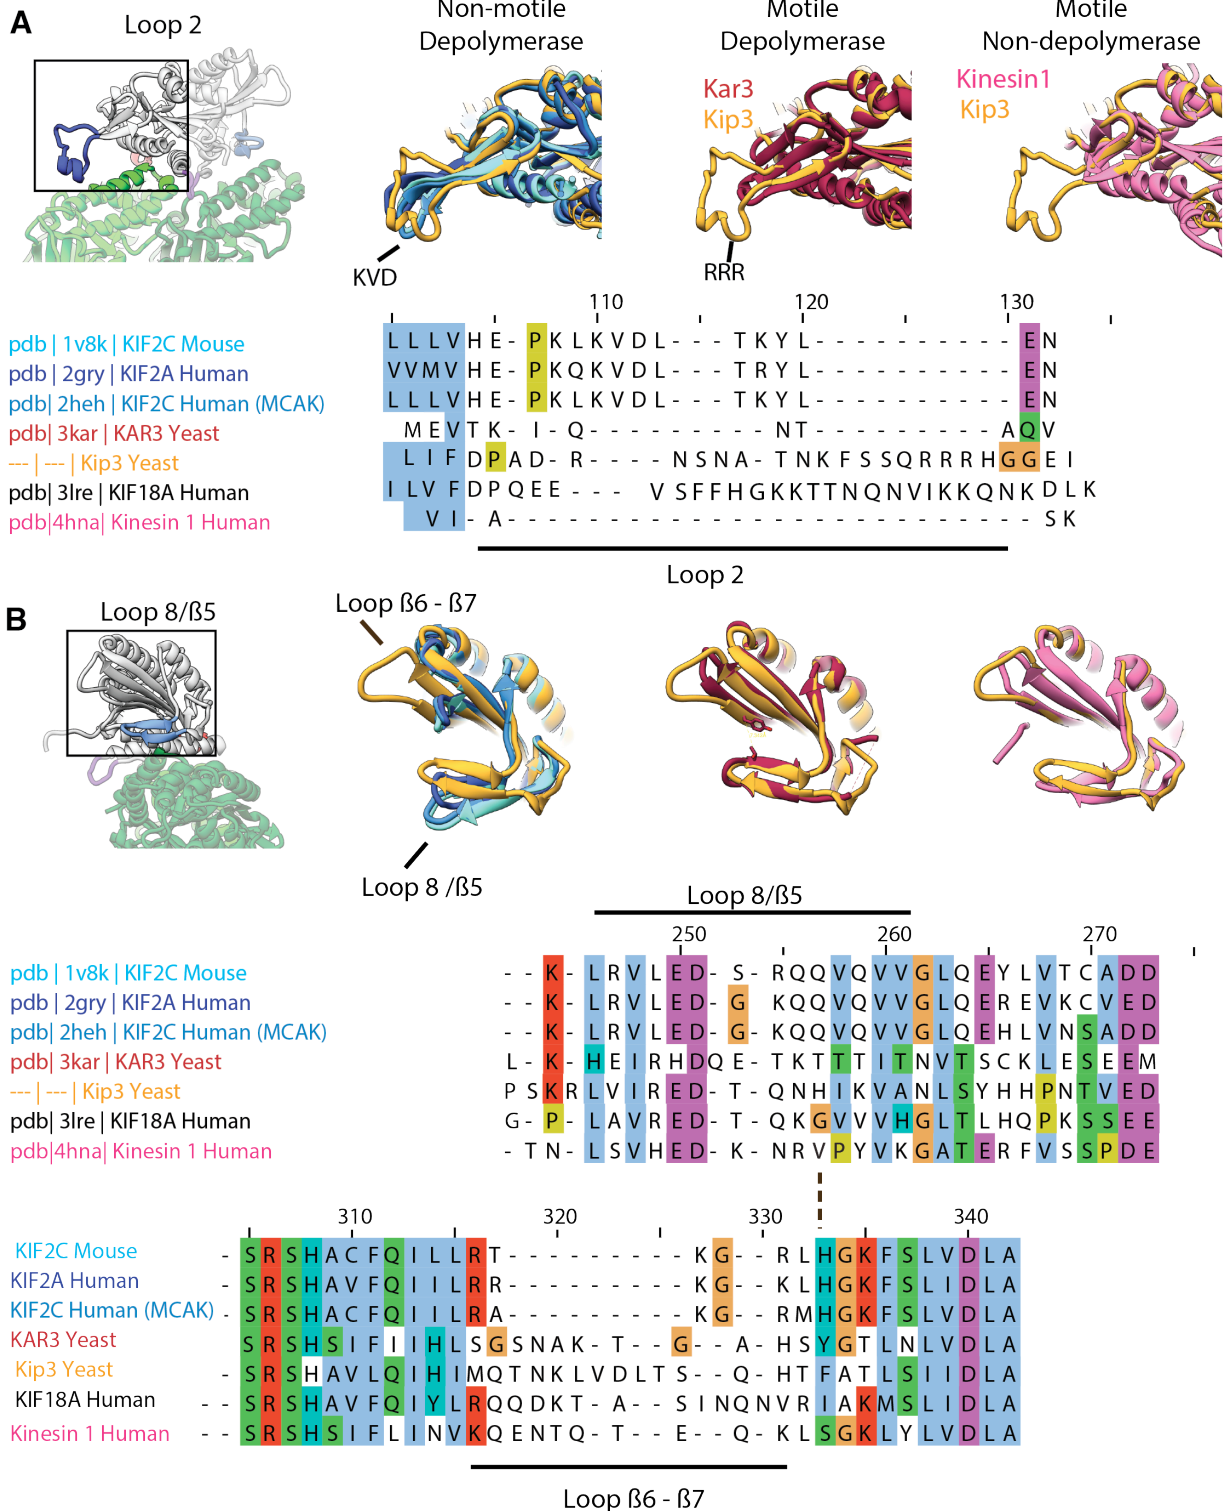 A
Loop 2
Non-motile
Depolymerase
Motile
Depolymerase
Motile
Non-depolymerase
Kar3
Kip3
Kinesin1
Kip3
KVD
RRR
110 120 130
pdb | 1v8k | KIF2C Mouse L L L V H E - P K L K V D L - - - T K Y L - - - - - - - - - - E N
pdb | 2gry | KIF2A Human V V M V H E - P K Q K V D L - - - T R Y L - - - - - - - - - - E N
pdb| 2heh | KIF2C Human (MCAK) L L L V H E - P K L K V D L - - - T K Y L - - - - - - - - - - E N
pdb| 3kar | KAR3 Yeast M E V T K - I - Q - - - - - - - - - N T - - - - - - - - - A Q V
--- | --- | Kip3 Yeast L I F D P A D - R - - - - N S N A - T N K F S S Q R R R H G G E I
pdb| 3lre | KIF18A Human I L V F D P Q E E - - - V S F F H G K K T T N Q N V I K K Q N K D L K
pdb|4hna| Kinesin 1 Human V I - A - - - - - - - - - - - - - - - - - - - - - - - - - - S K
Loop 2
B
Loop 8/ß5
Loop ß6 - ß7
Loop 8 /ß5
Loop 8/ß5
250 260 270
pdb | 1v8k | KIF2C Mouse - - K - L R V L E D - S - R Q Q V Q V V G L Q E Y L V T C A D D
pdb | 2gry | KIF2A Human - - K - L R V L E D - G - K Q Q V Q V V G L Q E R E V K C V E D
pdb| 2heh | KIF2C Human (MCAK) - - K - L R V L E D - G - K Q Q V Q V V G L Q E H L V N S A D D
pdb| 3kar | KAR3 Yeast L - K - H E I R H D Q E - T K T T T I T N V T S C K L E S E E M
--- | --- | Kip3 Yeast P S K R L V I R E D - T - Q N H I K V A N L S Y H H P N T V E D
pdb| 3lre | KIF18A Human G - P - L A V R E D - T - Q K G V V V H G L T L H Q P K S S E E
pdb|4hna| Kinesin 1 Human - T N - L S V H E D - K - N R V P Y V K G A T E R F V S S P D E
310 320 330 340
KIF2C Mouse - S R S H A C F Q I L L R T - - - - - - - - - K G - - R L H G K F S L V D L A
KIF2A Human - S R S H A V F Q I I L R R - - - - - - - - - K G - - K L H G K F S L I D L A
KIF2C Human (MCAK) - S R S H A C F Q I I L R A - - - - - - - - - K G - - R M H G K F S L V D L A
KAR3 Yeast - S R S H S I F I I H L S G S N A K - T - - G - - A - H S Y G T L N L V D L A
Kip3 Yeast - S R S H A V L Q I H I M Q T N K L V D L T S - - Q - H T F A T L S I I D L A
KIF18A Human - - S R S H A V F Q I Y L R Q Q D K T - A - - S I N Q N V R I A K M S L I D L A
Kinesin 1 Human - - S R S H S I F L I N V K Q E N T Q - T - - E - - Q - K L S G K L Y L V D L A
Loop ß6 - ß7